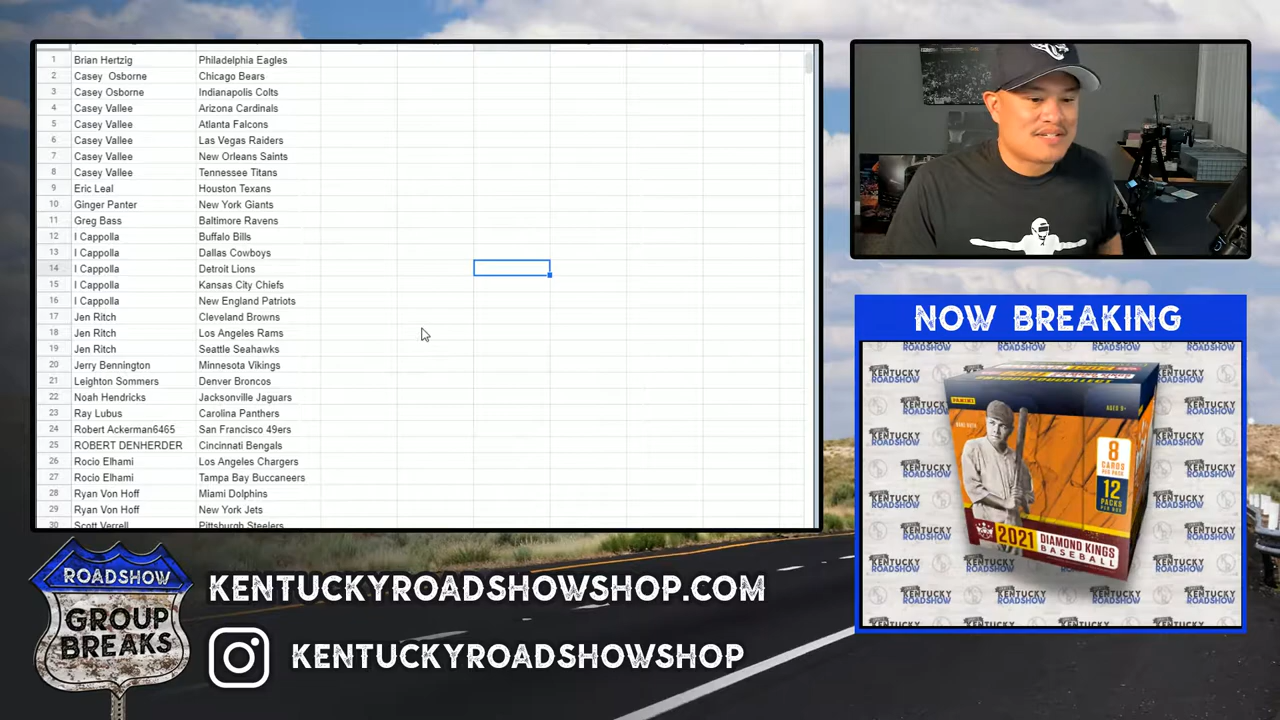 1 Brian Hertzig Philadelphia Eagles
2 Casey  Osborne Chicago Bears
3 Casey Osborne Indianapolis Colts
4 Casey Vallee Arizona Cardinals
5 Casey Vallee Atlanta Falcons
6 Casey Vallee Las Vegas Raiders
7 Casey Vallee New Orleans Saints
8 Casey Vallee Tennessee Titans
9 Eric Leal Houston Texans
10 Ginger Panter New York Giants
11 Greg Bass Baltimore Ravens
12 I Cappolla Buffalo Bills
13 I Cappolla Dallas Cowboys
14 I Cappolla Detroit Lions
15 I Cappolla Kansas City Chiefs
16 I Cappolla New England Patriots
17 Jen Ritch Cleveland Browns
18 Jen Ritch Los Angeles Rams
19 Jen Ritch Seattle Seahawks
20 Jerry Bennington Minnesota Vikings
21 Leighton Sommers Denver Broncos
22 Noah Hendricks Jacksonville Jaguars
23 Ray Lubus Carolina Panthers
24 Robert Ackerman6465 San Francisco 49ers
25 ROBERT DENHERDER Cincinnati Bengals
26 Rocio Elhami Los Angeles Chargers
27 Rocio Elhami Tampa Bay Buccaneers
28 Ryan Von Hoff Miami Dolphins
29 Ryan Von Hoff New York Jets
30 Scott Verrell Pittsburgh Steelers
NOW BREAKING
KENTUCKY
ROADSHOW
PANINI
AGES 9+
8
CARDS
PER PACK
12
PACKS
PER BOX
2021 DIAMOND KINGS
BASEBALL
ROADSHOW
GROUP
BREAKS
KENTUCKYROADSHOWSHOP.COM
KENTUCKYROADSHOWSHOP